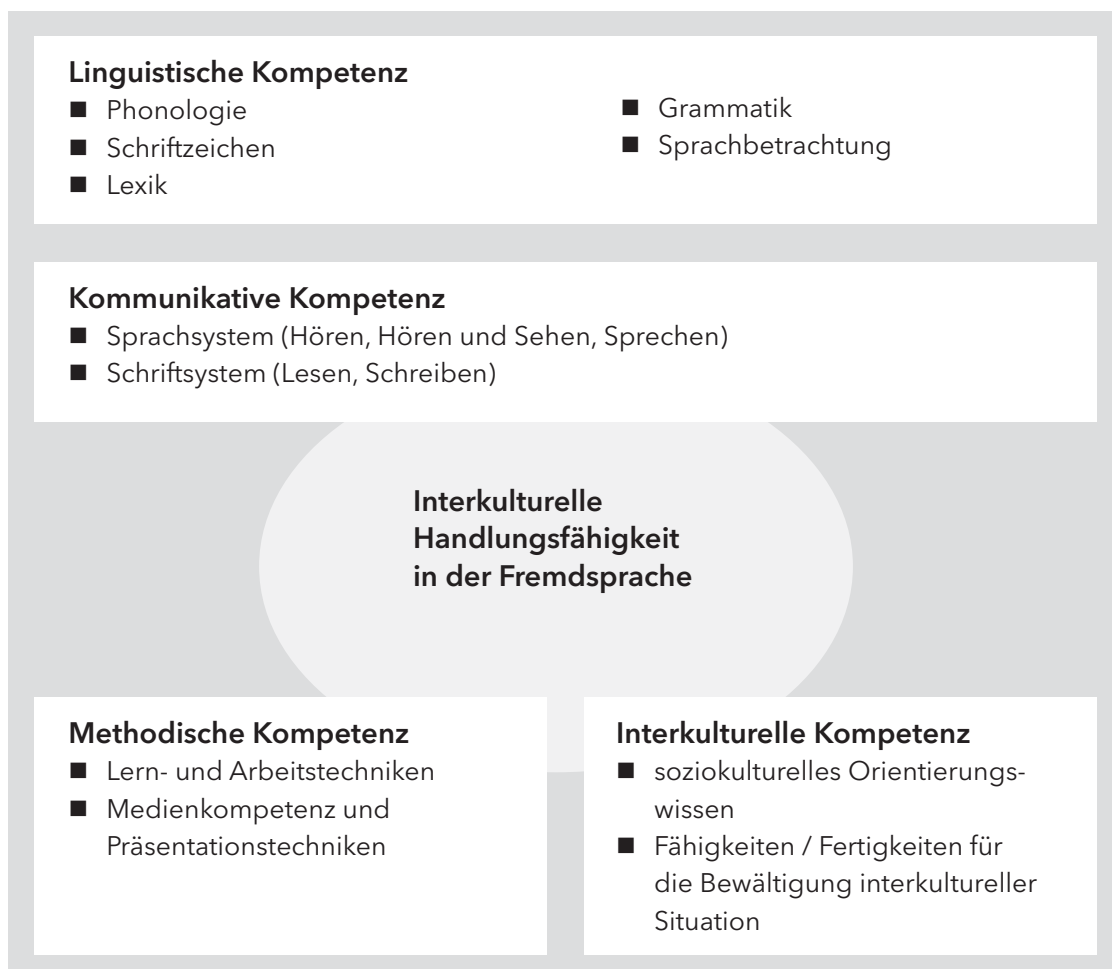 Linguistische Kompetenz
■ Phonologie
■ Schriftzeichen
■ Lexik
■ Grammatik
■ Sprachbetrachtung
Kommunikative Kompetenz
■ Sprachsystem (Hören, Hören und Sehen, Sprechen)
■ Schriftsystem (Lesen, Schreiben)
Interkulturelle
Handlungsfähigkeit
in der Fremdsprache
Methodische Kompetenz
■ Lern- und Arbeitstechniken
■ Medienkompetenz und
Präsentationstechniken
Interkulturelle Kompetenz
■ soziokulturelles Orientierungs-
wissen
■ Fähigkeiten / Fertigkeiten für
die Bewältigung interkultureller
Situation